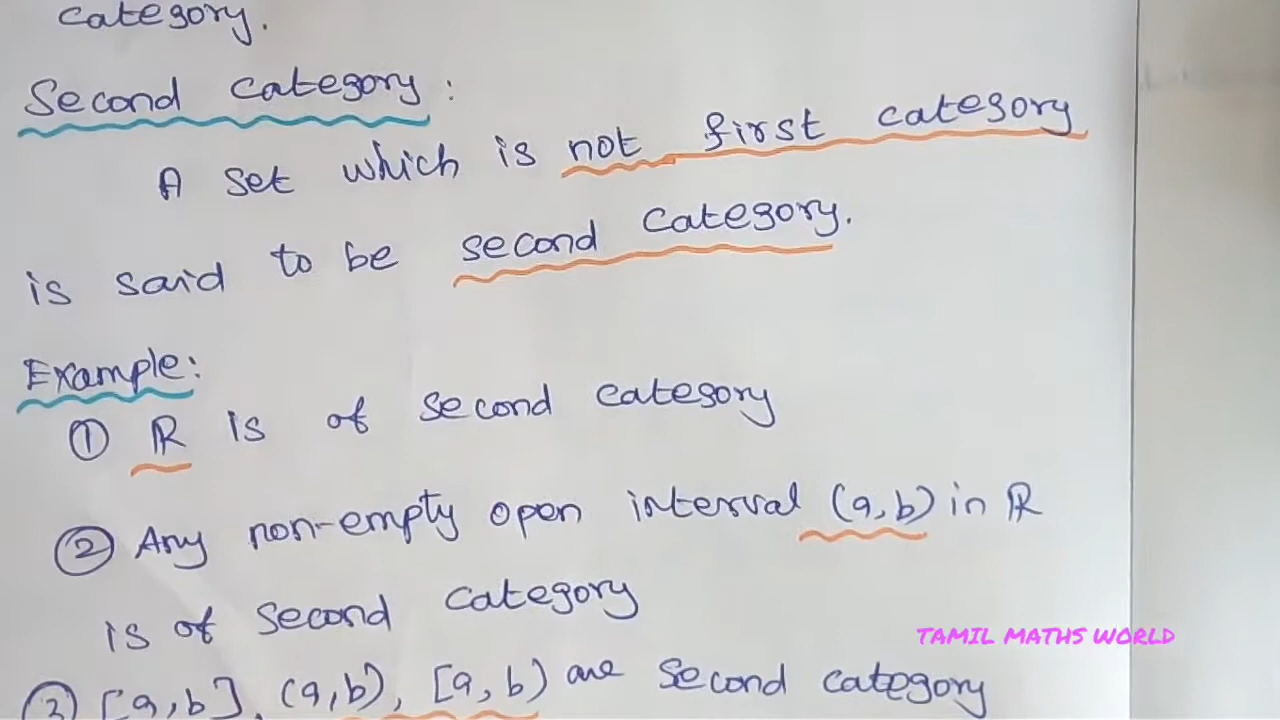 category.
Second category:
A set which is not first category
is said to be second category.
Example:
① ℝ is of second category
② Any non-empty open interval (a,b) in ℝ
is of second category
TAMIL MATHS WORLD
③ [a,b], (a,b), [a,b) are second category